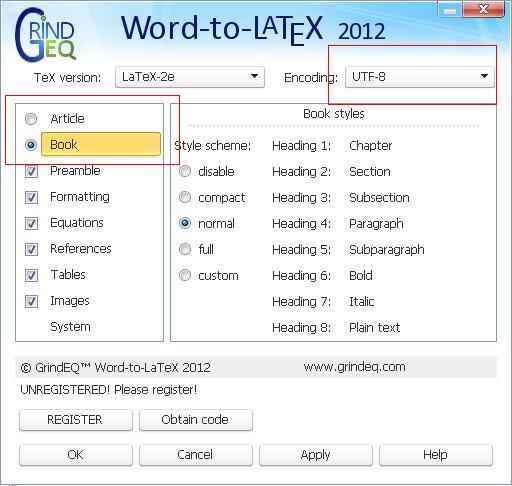 GRIND
GEQ
Word-to-LATEX 2012
TeX version: LaTeX-2e Encoding: UTF-8
Article
Book
Preamble
Formatting
Equations
References
Tables
Images
System
Book styles
Style scheme: Heading 1: Chapter
disable Heading 2: Section
compact Heading 3: Subsection
normal Heading 4: Paragraph
full Heading 5: Subparagraph
custom Heading 6: Bold
Heading 7: Italic
Heading 8: Plain text
© GrindEQ™ Word-to-LaTeX 2012 www.grindeq.com
UNREGISTERED! Please register!
REGISTER Obtain code
OK Cancel Apply Help